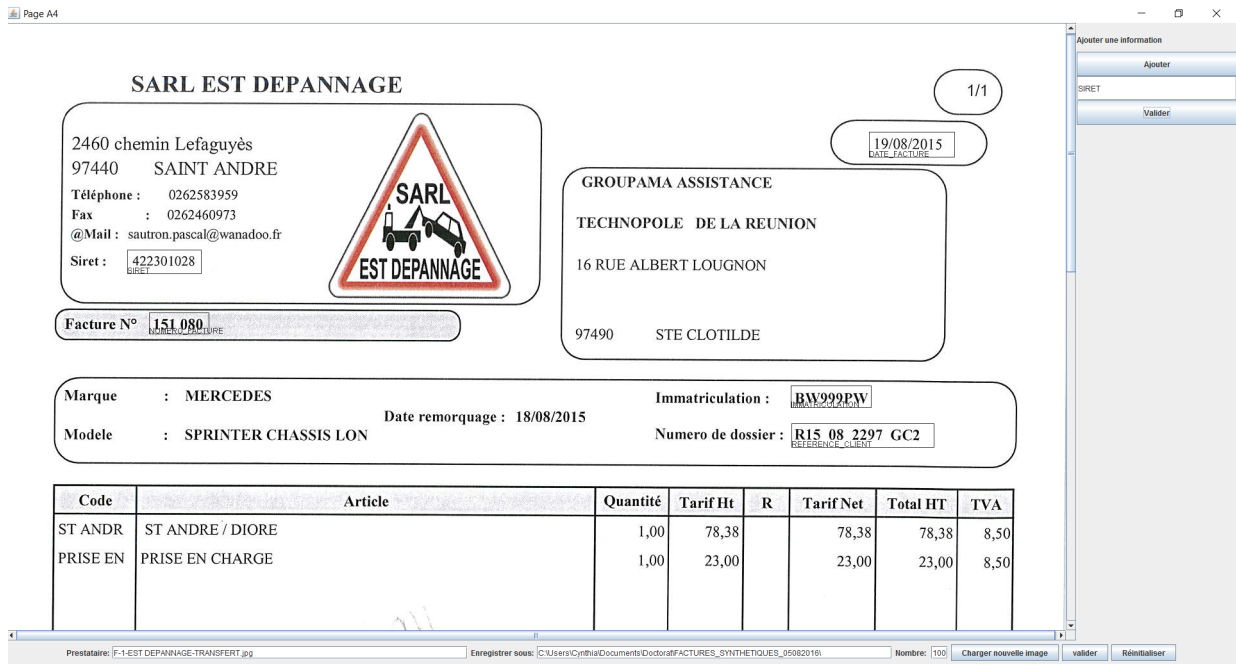 Page A4
Ajouter une information
Ajouter
SIRET
Valider
SARL EST DEPANNAGE
1/1
2460 chemin Lefaguyès
97440 SAINT ANDRE
Téléphone : 0262583959
Fax : 0262460973
@Mail : sautron.pascal@wanadoo.fr
Siret : 422301028
SIRET
SARL
EST DEPANNAGE
19/08/2015
DATE_FACTURE
GROUPAMA ASSISTANCE
TECHNOPOLE DE LA REUNION
16 RUE ALBERT LOUGNON
97490 STE CLOTILDE
Facture N° 151 080
NUMERO_FACTURE
Marque : MERCEDES
Immatriculation : BW999PW
IMMATRICULATION
Date remorquage : 18/08/2015
Modele : SPRINTER CHASSIS LON
Numero de dossier : R15 08 2297 GC2
REFERENCE_CLIENT
Code Article Quantité Tarif Ht R Tarif Net Total HT TVA
ST ANDR ST ANDRE / DIORE 1,00 78,38 78,38 78,38 8,50
PRISE EN PRISE EN CHARGE 1,00 23,00 23,00 23,00 8,50
Prestataire: F-1-EST DEPANNAGE-TRANSFERT.jpg Enregistrer sous: C:\Users\Cynthia\Documents\Doctorat\FACTURES_SYNTHETIQUES_05082016\ Nombre: 100 Charger nouvelle image valider Réinitialiser